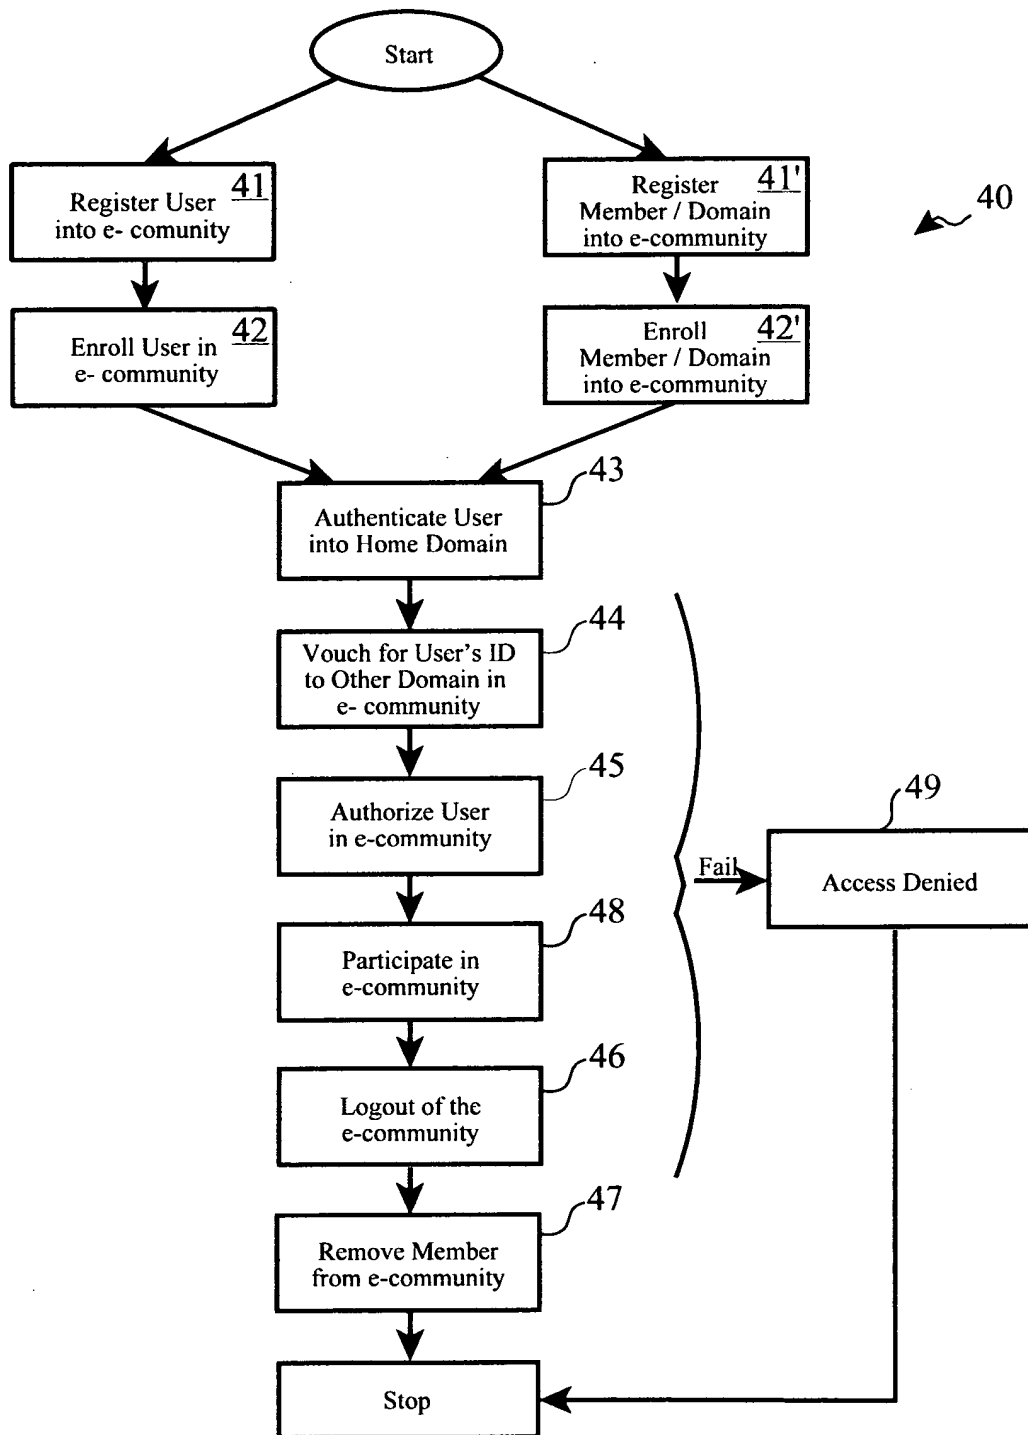 Start
41
Register User
into e- comunity
41'
Register
Member / Domain
into e-community
40
42
Enroll User in
e- community
42'
Enroll
Member / Domain
into e-community
43
Authenticate User
into Home Domain
44
Vouch for User's ID
to Other Domain in
e- community
45
Authorize User
in e-community
49
Fail
Access Denied
48
Participate in
e-community
46
Logout of the
e-community
47
Remove Member
from e-community
Stop